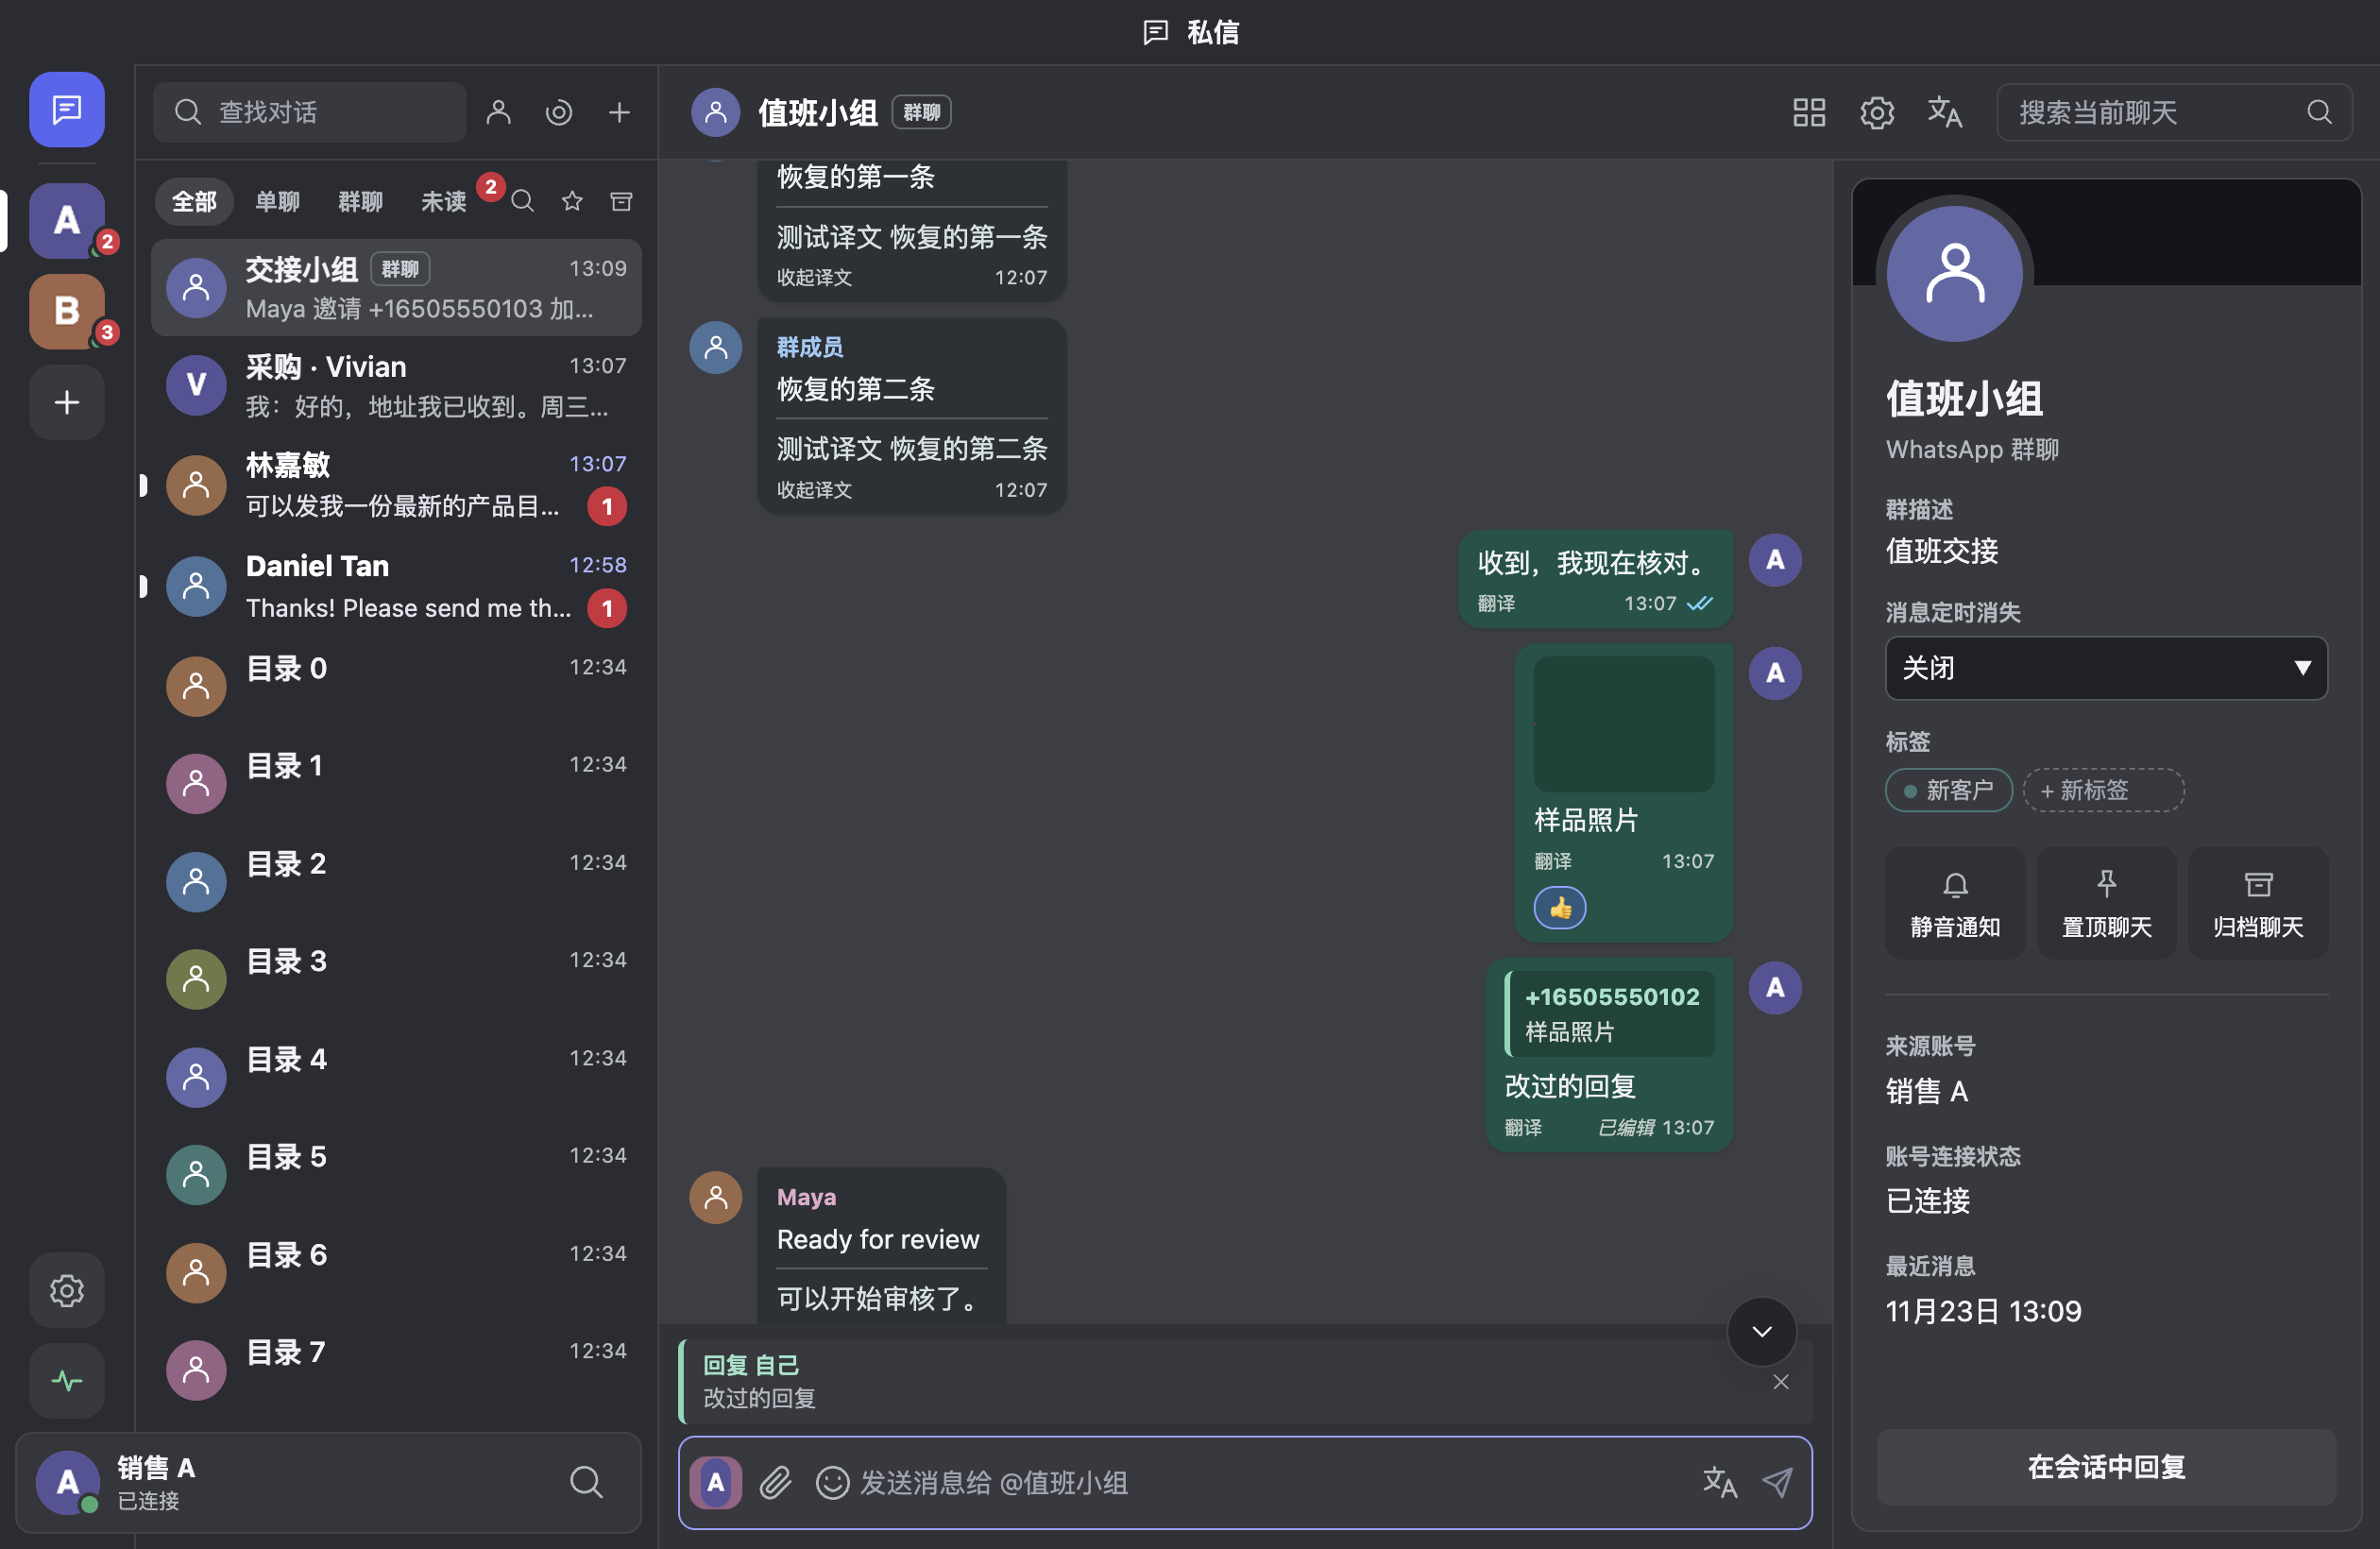 私信
A
2
B
3
查找对话
全部
单聊
群聊
未读
2
交接小组
群聊
13:09
Maya 邀请 +16505550103 加...
V
采购 · Vivian
13:07
我：好的，地址我已收到。周三...
林嘉敏
13:07
可以发我一份最新的产品目...
1
Daniel Tan
12:58
Thanks! Please send me th...
1
目录 0
12:34
目录 1
12:34
目录 2
12:34
目录 3
12:34
目录 4
12:34
目录 5
12:34
目录 6
12:34
目录 7
12:34
A
销售 A
已连接
值班小组
群聊
搜索当前聊天
恢复的第一条
测试译文 恢复的第一条
收起译文
12:07
群成员
恢复的第二条
测试译文 恢复的第二条
收起译文
12:07
收到，我现在核对。
翻译
13:07
A
样品照片
翻译
13:07
A
+16505550102
样品照片
改过的回复
翻译
已编辑 13:07
A
Maya
Ready for review
可以开始审核了。
回复 自己
改过的回复
A
发送消息给 @值班小组
值班小组
WhatsApp 群聊
群描述
值班交接
消息定时消失
关闭
标签
新客户
+ 新标签
静音通知
置顶聊天
归档聊天
来源账号
销售 A
账号连接状态
已连接
最近消息
11月23日 13:09
在会话中回复